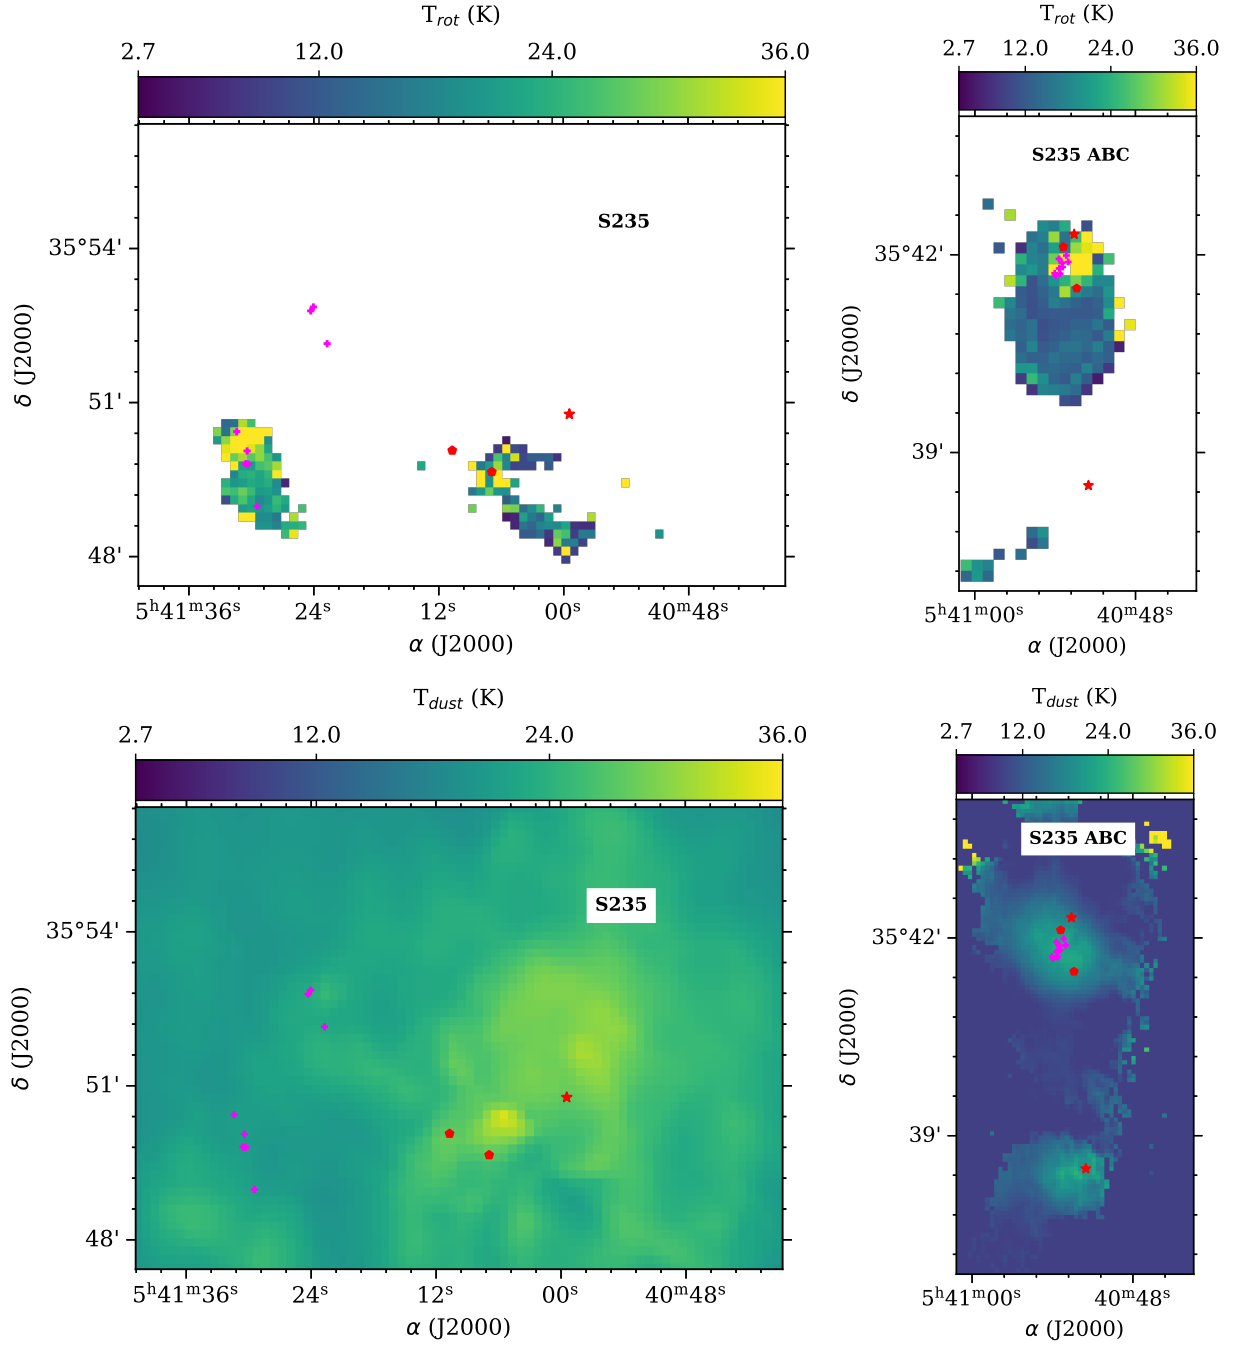 T_rot (K)
2.7 12.0 24.0 36.0
S235
35°54'
51'
48'
δ (J2000)
5ʰ41ᵐ36ˢ 24ˢ 12ˢ 00ˢ 40ᵐ48ˢ
α (J2000)
T_rot (K)
2.7 12.0 24.0 36.0
S235 ABC
35°42'
39'
δ (J2000)
5ʰ41ᵐ00ˢ 40ᵐ48ˢ
α (J2000)
T_dust (K)
2.7 12.0 24.0 36.0
S235
35°54'
51'
48'
δ (J2000)
5ʰ41ᵐ36ˢ 24ˢ 12ˢ 00ˢ 40ᵐ48ˢ
α (J2000)
T_dust (K)
2.7 12.0 24.0 36.0
S235 ABC
35°42'
39'
δ (J2000)
5ʰ41ᵐ00ˢ 40ᵐ48ˢ
α (J2000)